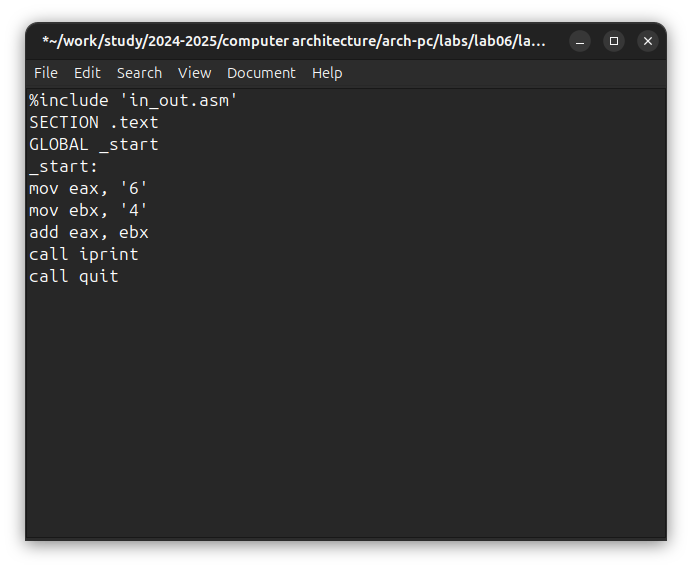 *~/work/study/2024-2025/computer architecture/arch-pc/labs/lab06/la...
File Edit Search View Document Help
%include 'in_out.asm'
SECTION .text
GLOBAL _start
_start:
mov eax, '6'
mov ebx, '4'
add eax, ebx
call iprint
call quit